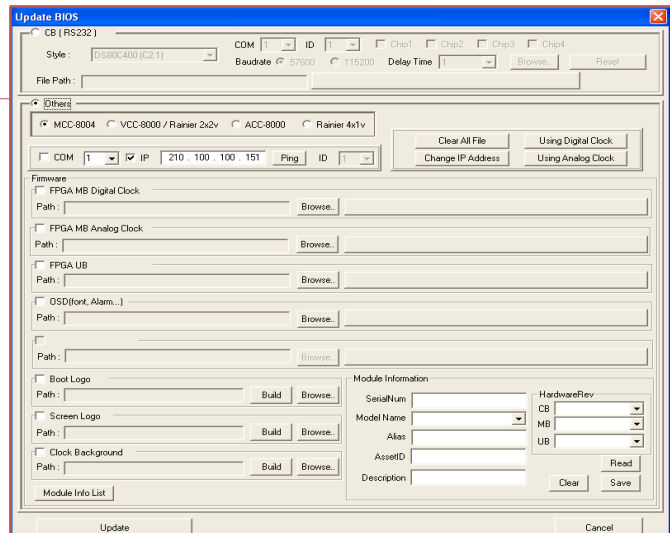 Update BIOS
CB ( RS232 )
Style : DS80C400 (C2.1) COM 1 ID 1 Chip1 Chip2 Chip3 Chip4
Baudrate 57600 115200 Delay Time 1 Browse.. Reset
File Path :
Others
MCC-8004 VCC-8000 / Rainier 2x2v ACC-8000 Rainier 4x1v
Clear All File Using Digital Clock
COM 1 IP 210 . 100 . 100 . 151 Ping ID 1 Change IP Address Using Analog Clock
Firmware
FPGA MB Digital Clock
Path : Browse..
FPGA MB Analog Clock
Path : Browse..
FPGA UB
Path : Browse..
OSD(font, Alarm...)
Path : Browse..
Path : Browse..
Boot Logo
Path : Build Browse..
Screen Logo
Path : Build Browse..
Clock Background
Path : Build Browse..
Module Info List
Module Information
SerialNum
Model Name
Alias
AssetID
Description
HardwareRev
CB
MB
UB
Read
Clear Save
Update Cancel